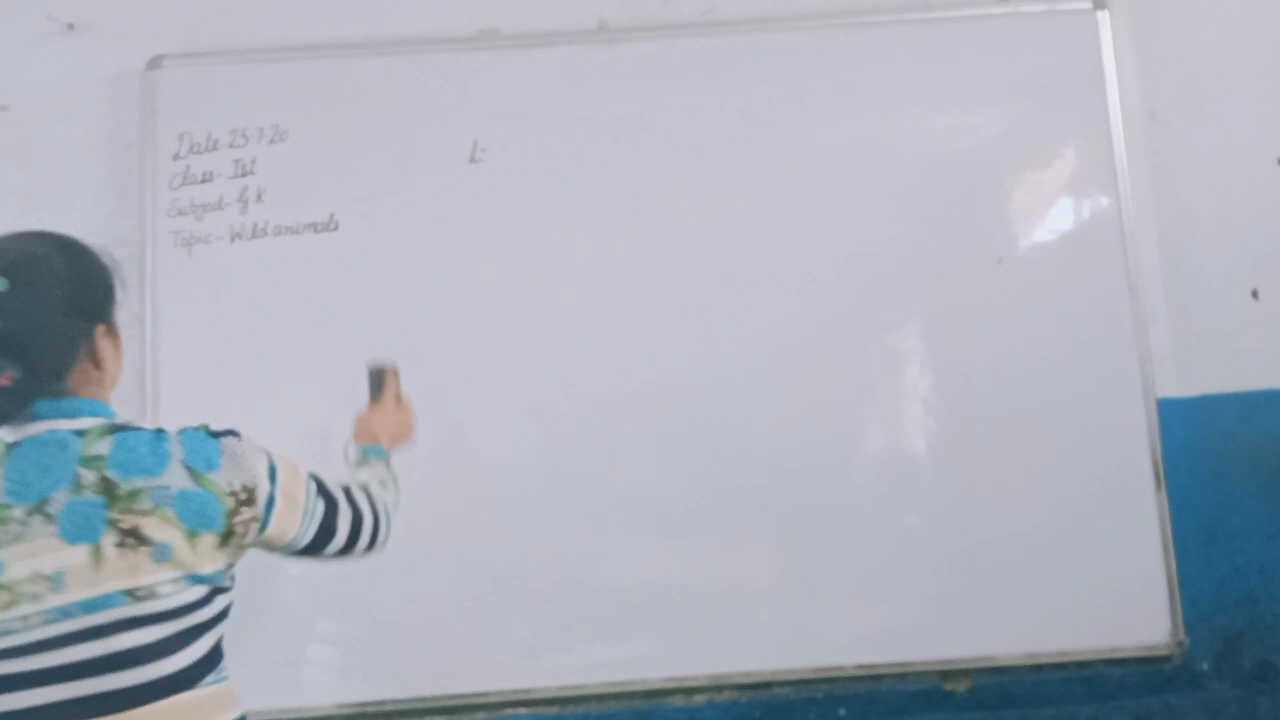 Date. 25.7.20
Class- Ist
Subject- G K
Topic- Wild animals
L